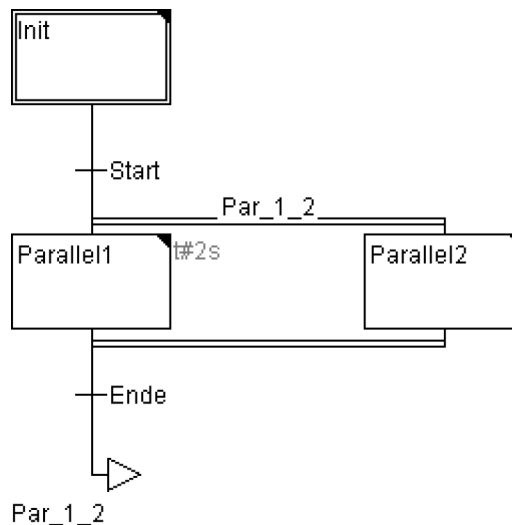 Init
Start
Par_1_2
Parallel1
t#2s
Parallel2
Ende
Par_1_2